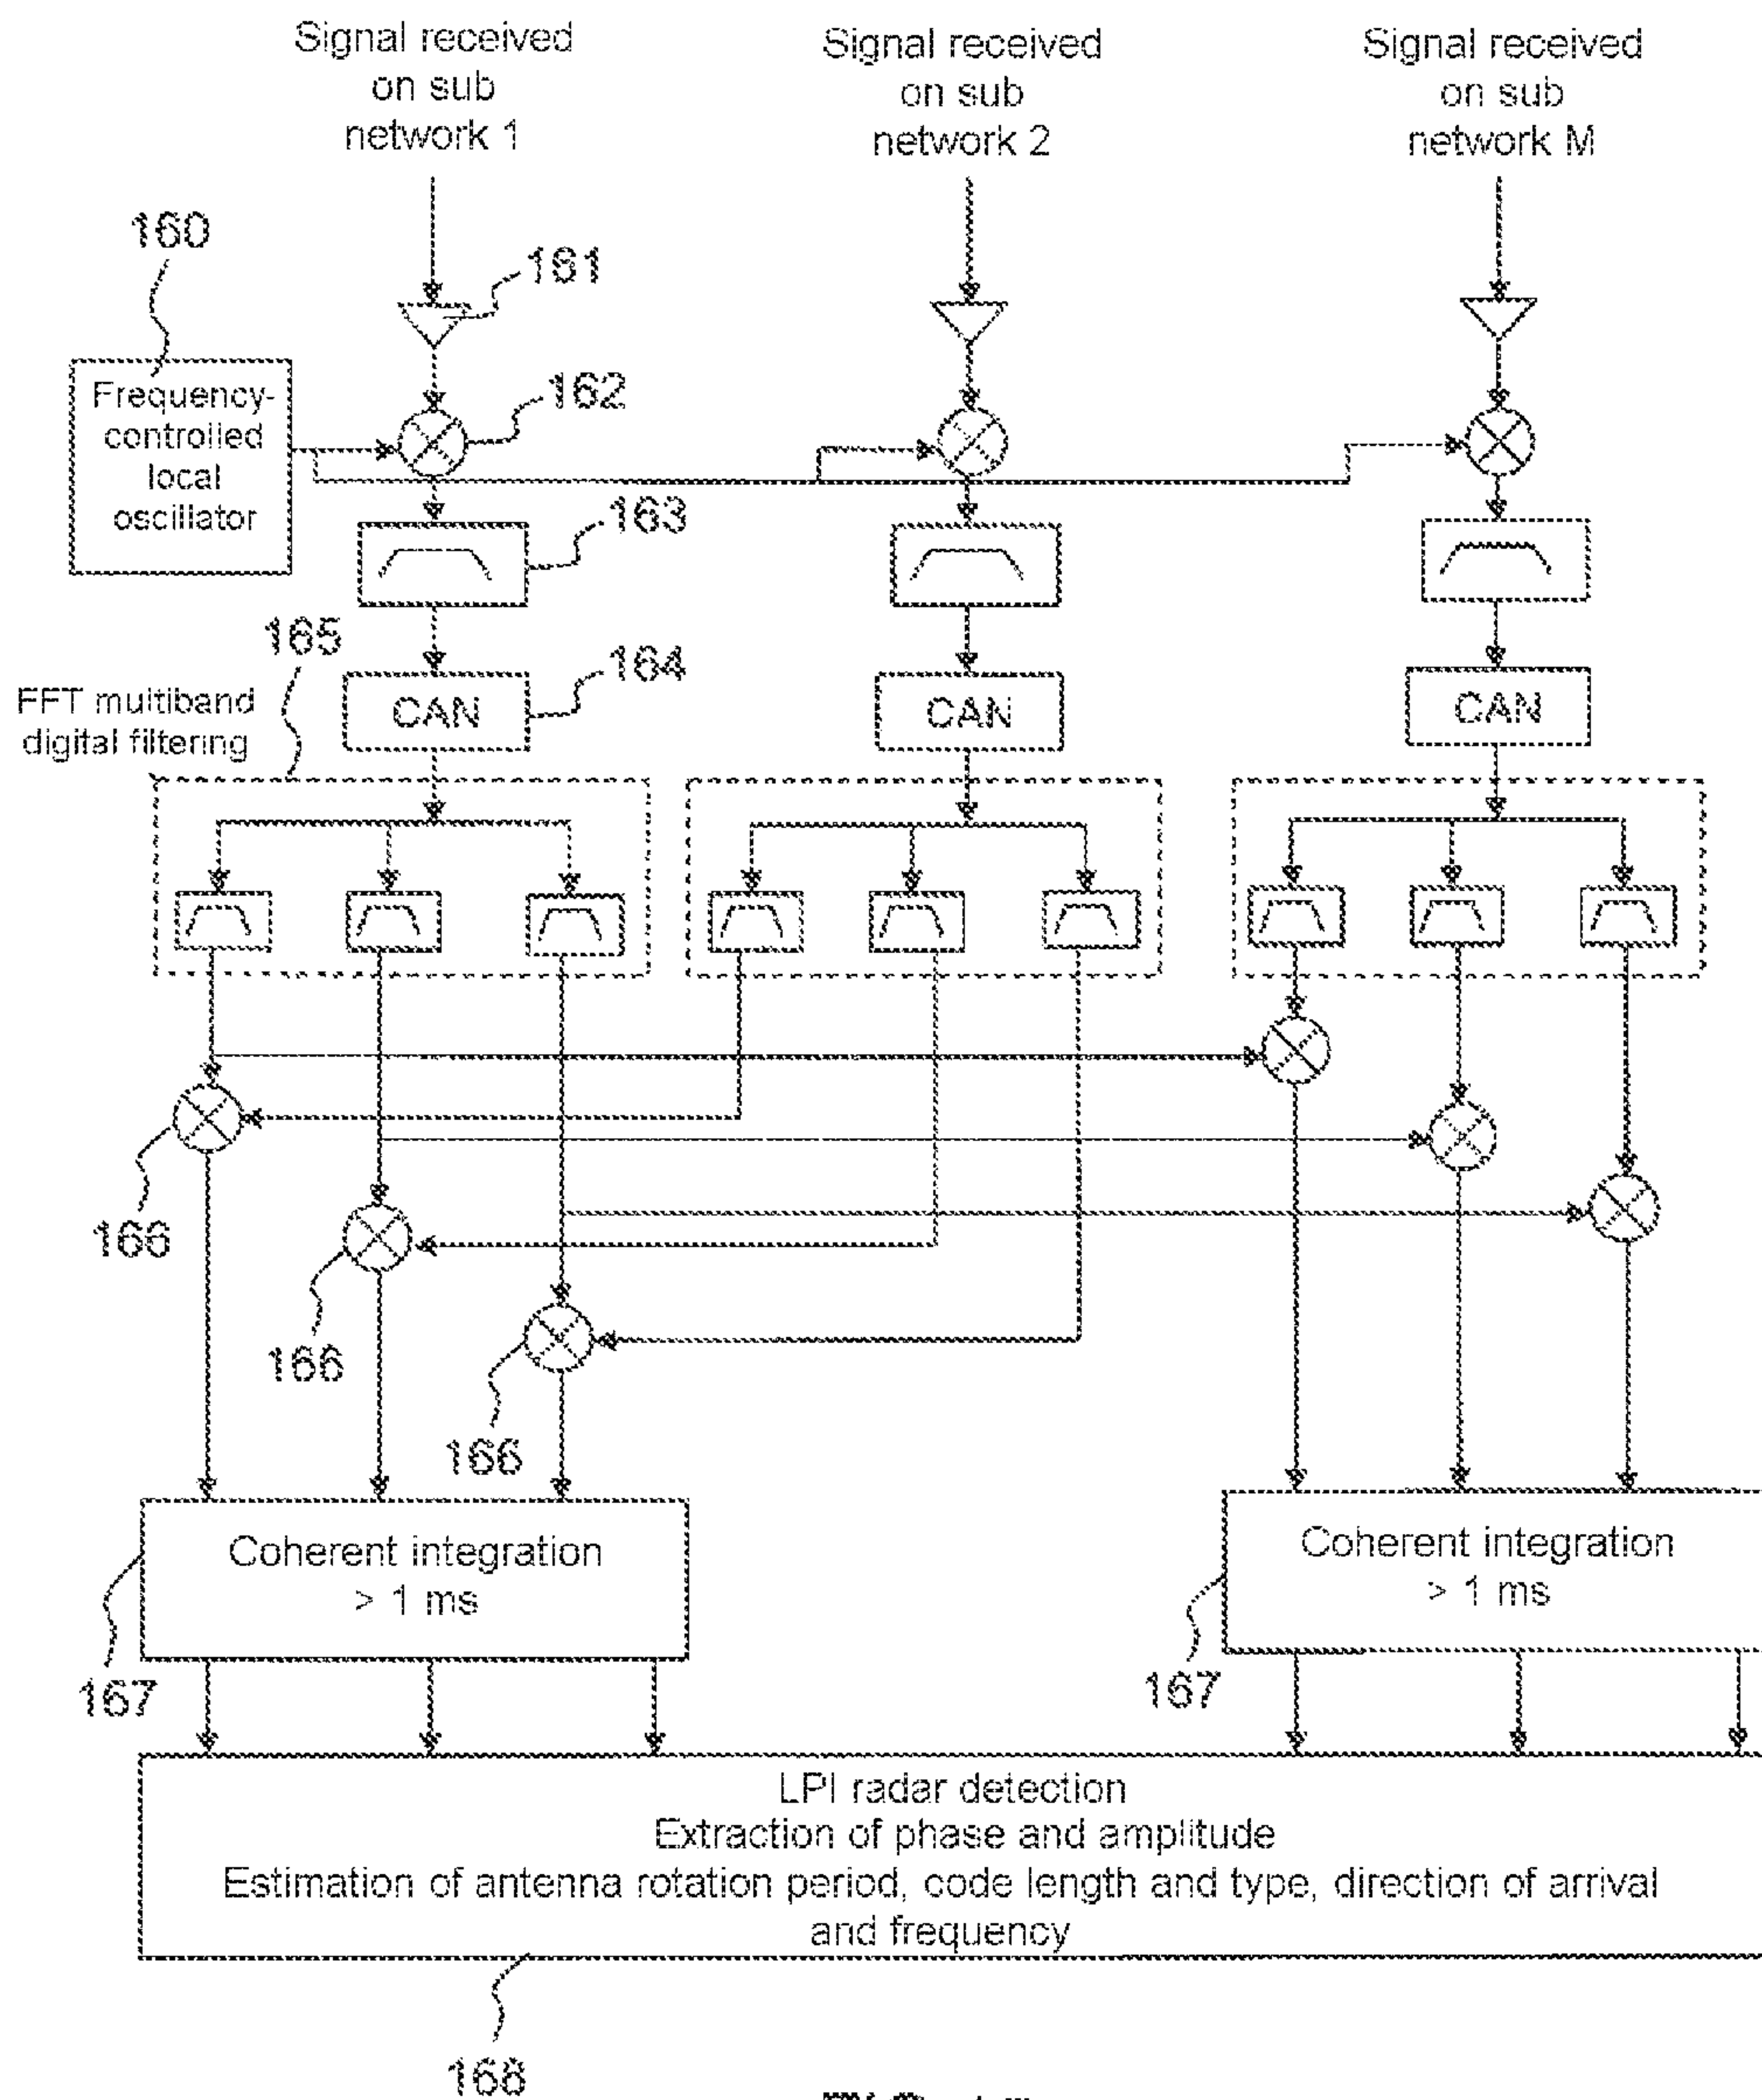 Signal received
on sub
network 1
Signal received
on sub
network 2
Signal received
on sub
network M
160
161
Frequency-
controlled
local
oscillator
162
163
165
FFT multiband
digital filtering
164
CAN
CAN
CAN
166
166
166
Coherent integration
> 1 ms
Coherent integration
> 1 ms
167
167
LPI radar detection
Extraction of phase and amplitude
Estimation of antenna rotation period, code length and type, direction of arrival
and frequency
168